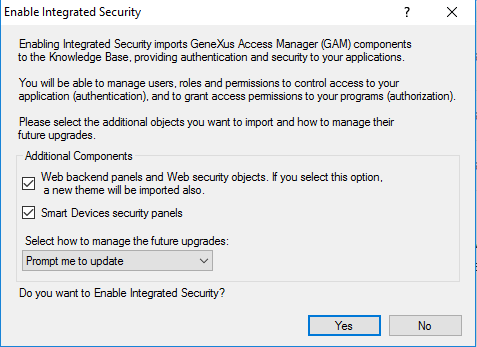 Enable Integrated Security
Enabling Integrated Security imports GeneXus Access Manager (GAM) components
to the Knowledge Base, providing authentication and security to your applications.
You will be able to manage users, roles and permissions to control access to your
application (authentication), and to grant access permissions to your programs (authorization).
Please select the additional objects you want to import and how to manage their
future upgrades.
Additional Components
Web backend panels and Web security objects. If you select this option,
a new theme will be imported also.
Smart Devices security panels
Select how to manage the future upgrades:
Prompt me to update
Do you want to Enable Integrated Security?
Yes
No